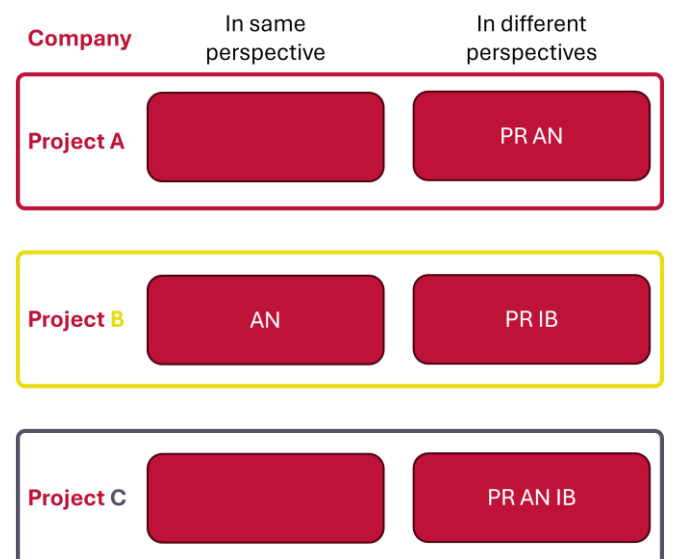 Company
In same
perspective
In different
perspectives
Project A
PR AN
Project B
AN
PR IB
Project C
PR AN IB